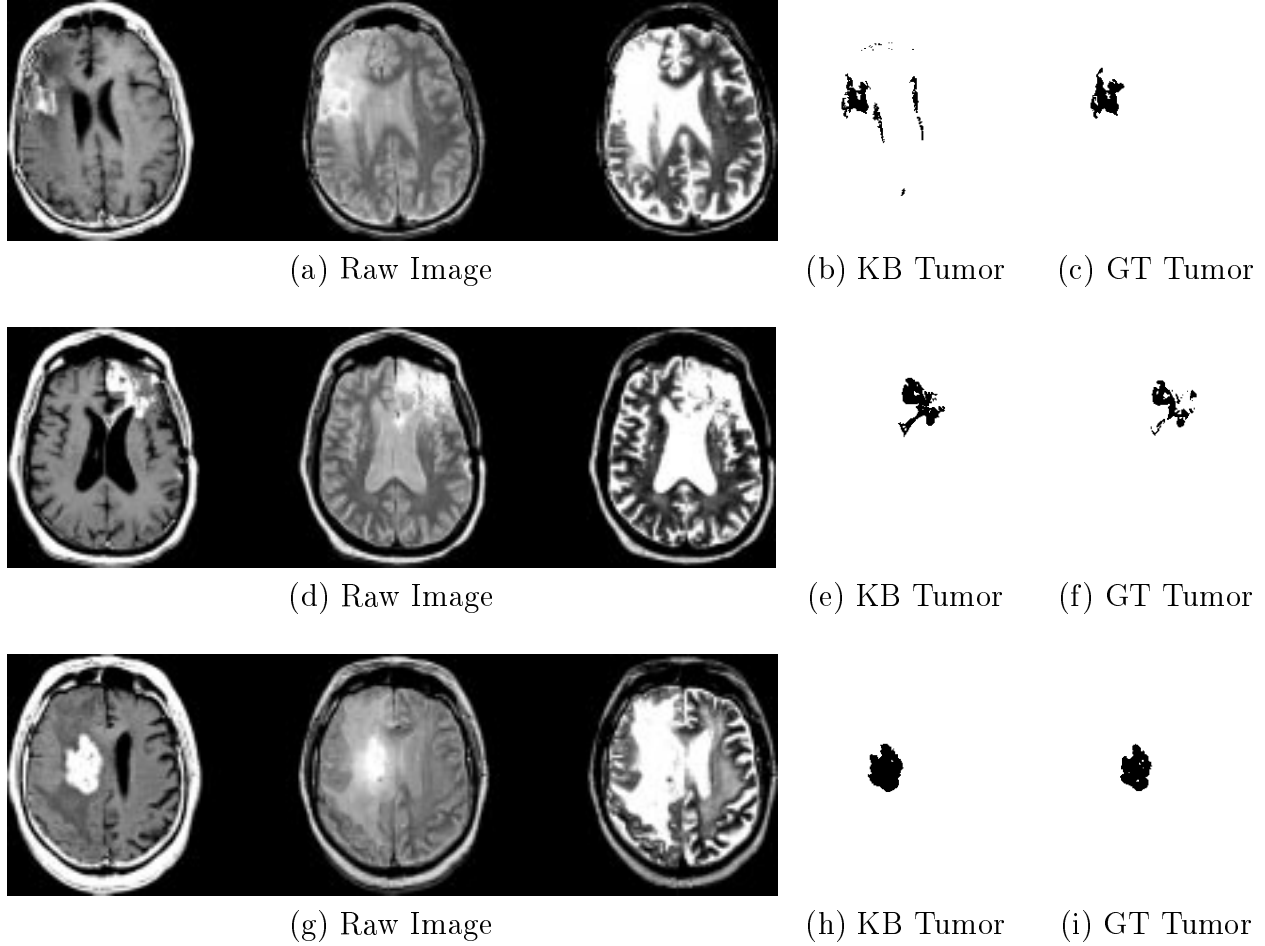 (a) Raw Image (b) KB Tumor (c) GT Tumor
(d) Raw Image (e) KB Tumor (f) GT Tumor
(g) Raw Image (h) KB Tumor (i) GT Tumor